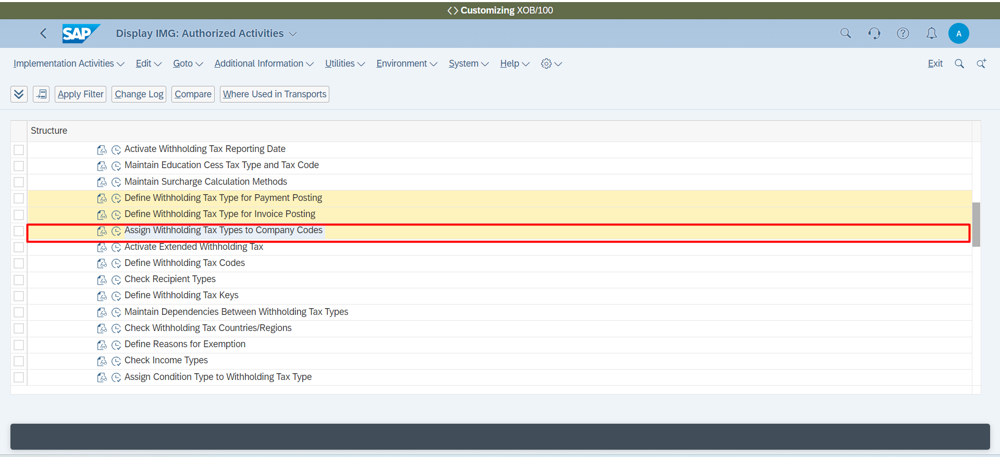 Customizing XOB/100
SAP Display IMG: Authorized Activities A
Implementation Activities Edit Goto Additional Information Utilities Environment System Help Exit
Apply Filter Change Log Compare Where Used in Transports
Structure
Activate Withholding Tax Reporting Date
Maintain Education Cess Tax Type and Tax Code
Maintain Surcharge Calculation Methods
Define Withholding Tax Type for Payment Posting
Define Withholding Tax Type for Invoice Posting
Assign Withholding Tax Types to Company Codes
Activate Extended Withholding Tax
Define Withholding Tax Codes
Check Recipient Types
Define Withholding Tax Keys
Maintain Dependencies Between Withholding Tax Types
Check Withholding Tax Countries/Regions
Define Reasons for Exemption
Check Income Types
Assign Condition Type to Withholding Tax Type